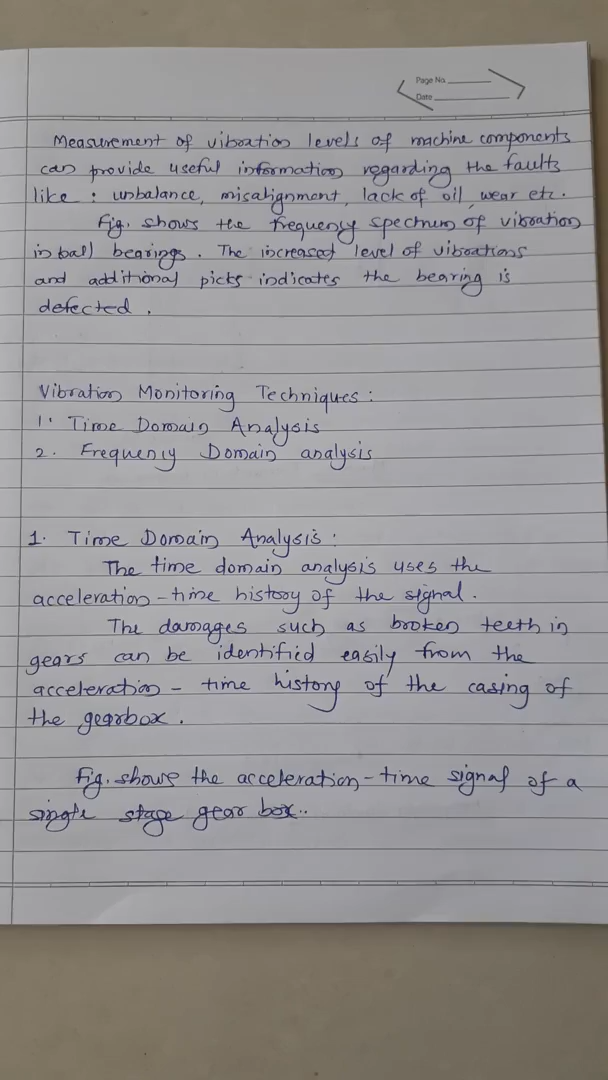 Page No.
Date
Measurement of vibration levels of machine components
can provide useful information regarding the faults
like : unbalance, misalignment, lack of oil, wear etc.
Fig. shows the frequency spectrum of vibration
in ball bearings. The increased level of vibrations
and additional picks indicates the bearing is
defected.
Vibration Monitoring Techniques :
1. Time Domain Analysis
2. Frequency Domain analysis
1. Time Domain Analysis :
The time domain analysis uses the
acceleration - time history of the signal.
The damages such as broken teeth in
gears can be identified easily from the
acceleration - time history of the casing of
the gearbox.
Fig. shows the acceleration - time signal of a
single stage gear box..